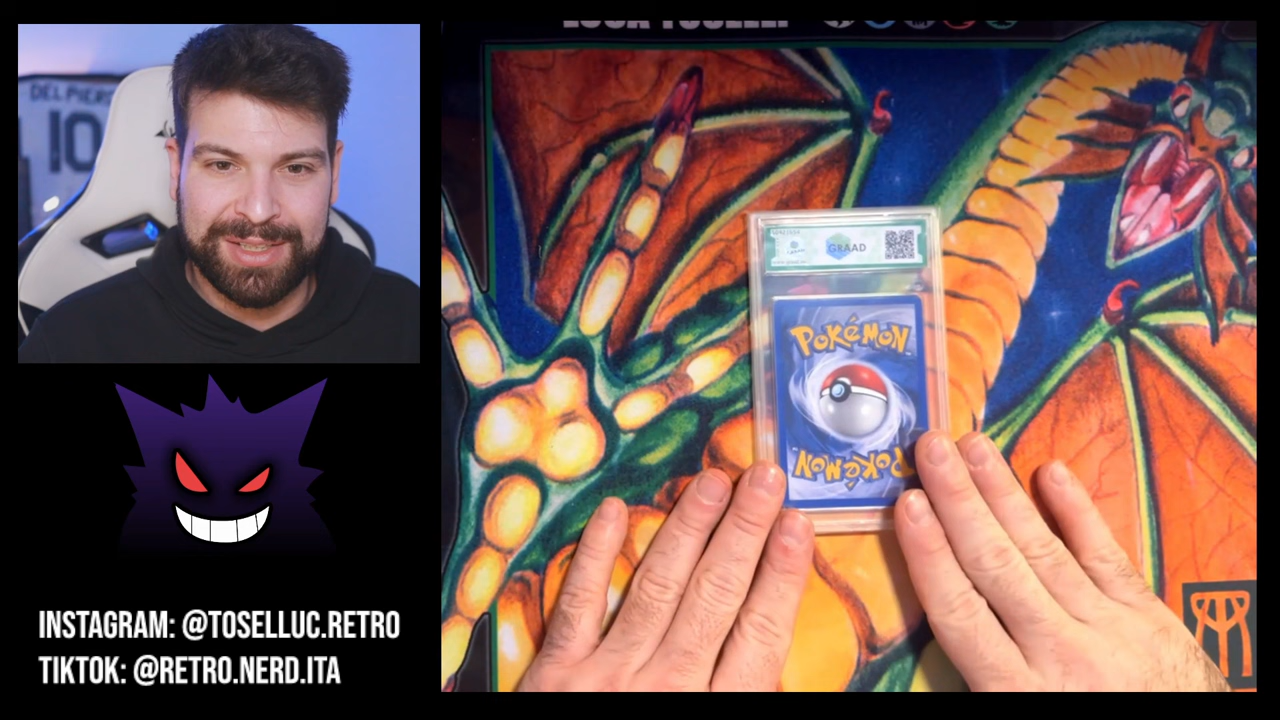 DEL PIERO
10
GRAAD
POKéMON
POKéMON
INSTAGRAM: @TOSELLUC.RETRO
TIKTOK: @RETRO.NERD.ITA